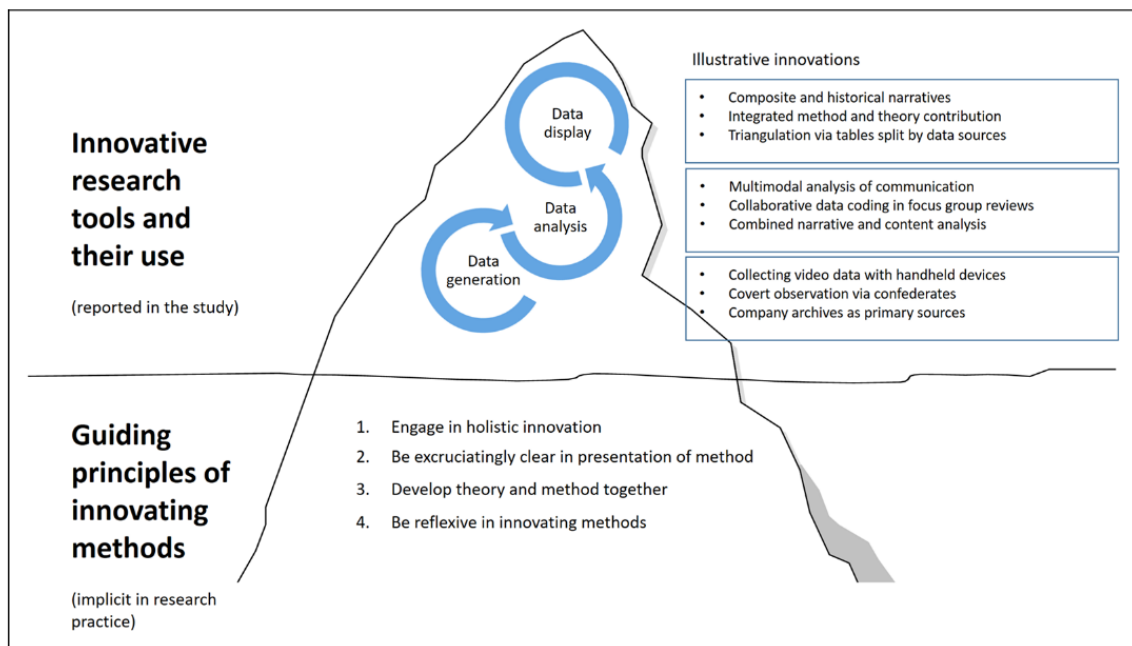 Innovative
research
tools and
their use
(reported in the study)
Data
display
Data
analysis
Data
generation
Illustrative innovations
• Composite and historical narratives
• Integrated method and theory contribution
• Triangulation via tables split by data sources
• Multimodal analysis of communication
• Collaborative data coding in focus group reviews
• Combined narrative and content analysis
• Collecting video data with handheld devices
• Covert observation via confederates
• Company archives as primary sources
Guiding
principles of
innovating
methods
(implicit in research
practice)
1. Engage in holistic innovation
2. Be excruciatingly clear in presentation of method
3. Develop theory and method together
4. Be reflexive in innovating methods